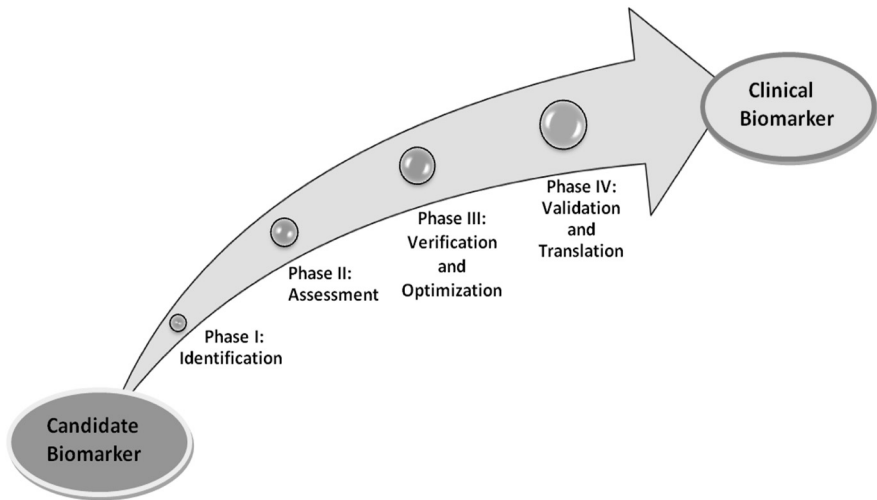 Clinical
Biomarker
Phase IV:
Validation
and
Translation
Phase III:
Verification
and
Optimization
Phase II:
Assessment
Phase I:
Identification
Candidate
Biomarker